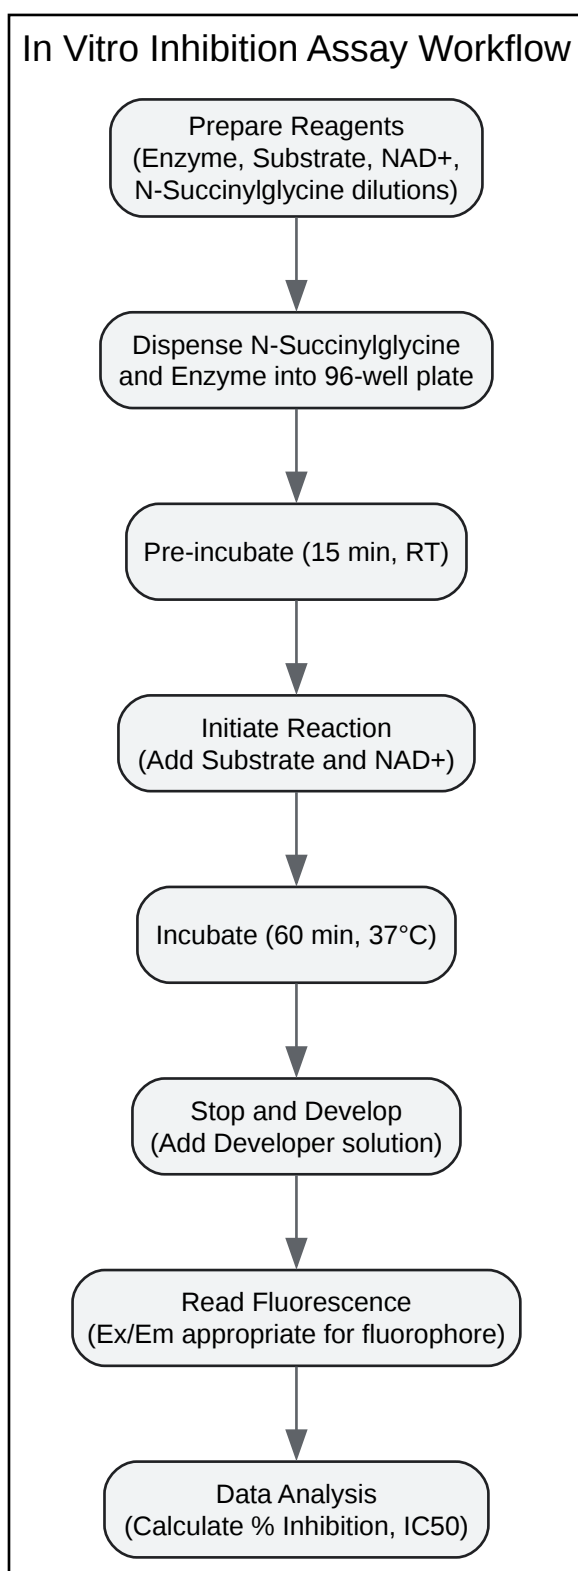 In Vitro Inhibition Assay Workflow
Prepare Reagents
(Enzyme, Substrate, NAD+,
N-Succinylglycine dilutions)
Dispense N-Succinylglycine
and Enzyme into 96-well plate
Pre-incubate (15 min, RT)
Initiate Reaction
(Add Substrate and NAD+)
Incubate (60 min, 37°C)
Stop and Develop
(Add Developer solution)
Read Fluorescence
(Ex/Em appropriate for fluorophore)
Data Analysis
(Calculate % Inhibition, IC50)